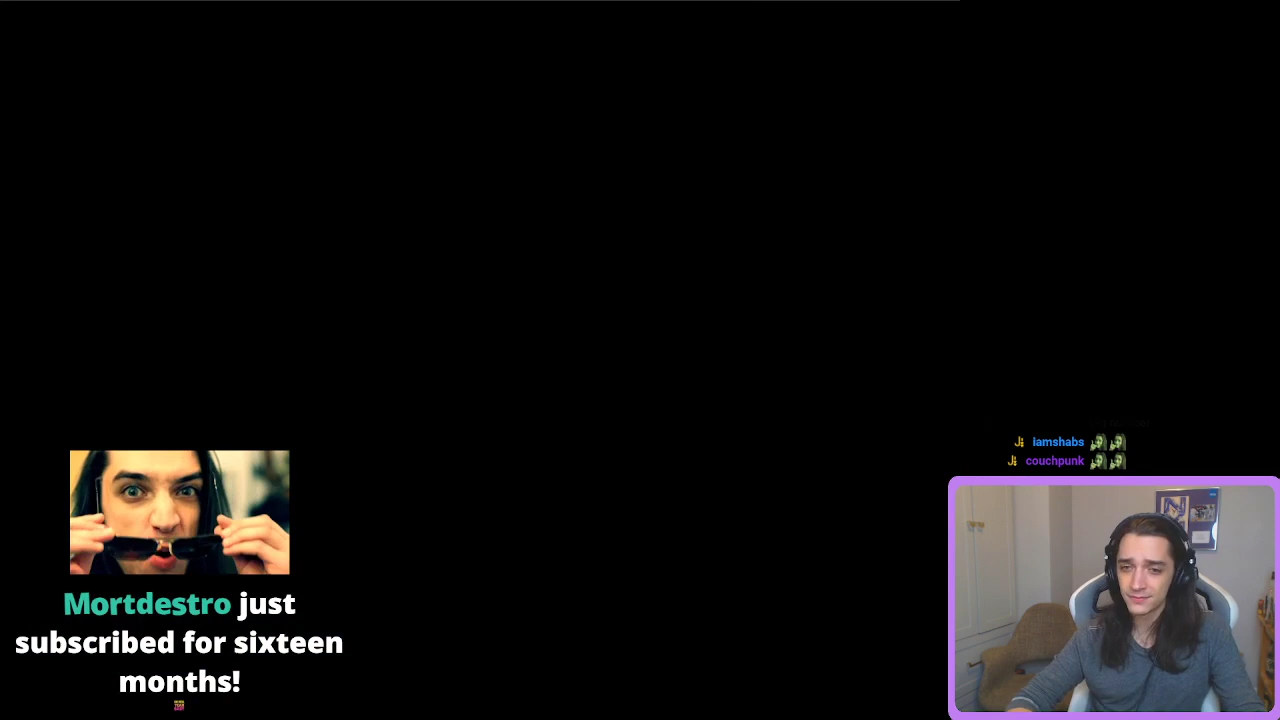 iamshabs
couchpunk
Mortdestro just
subscribed for sixteen
months!